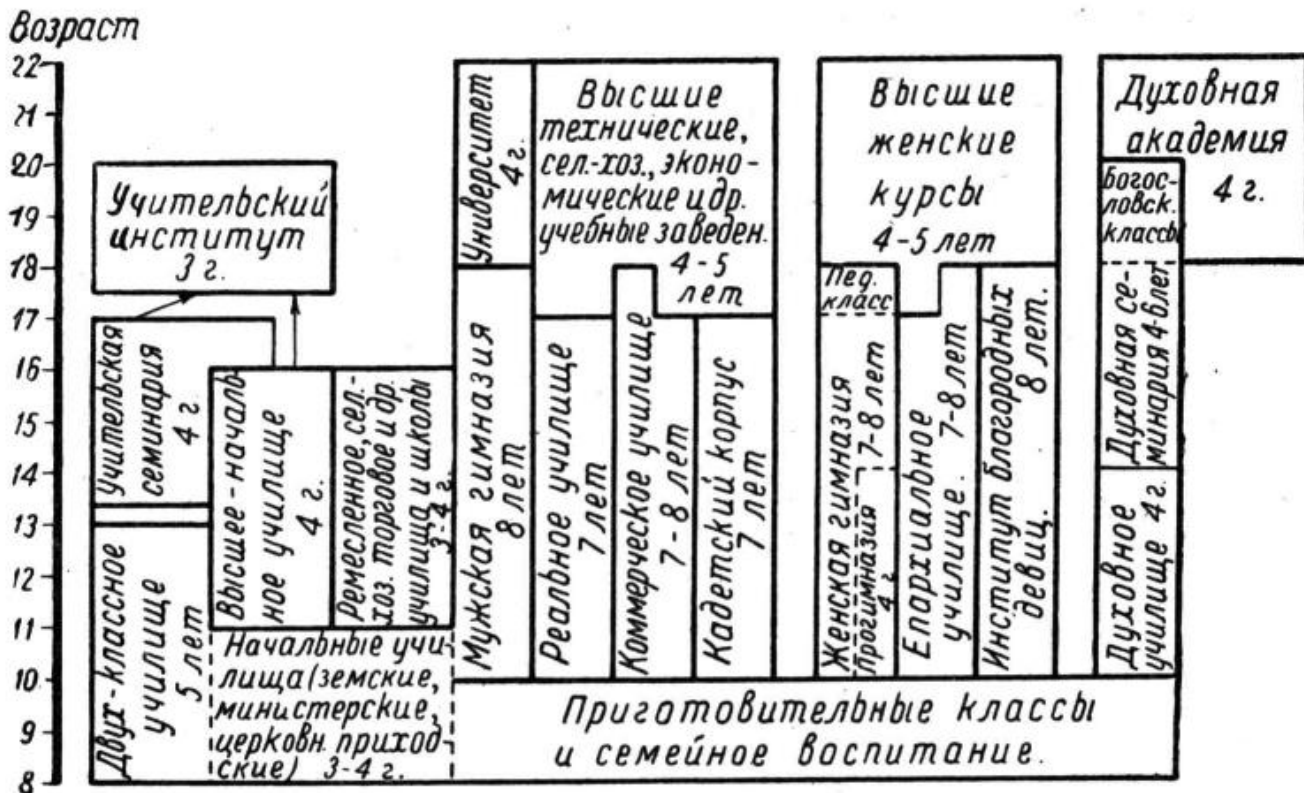 Возраст
22
21
20
19
18
17
16
15
14
13
12
11
10
9
8
Учительский
институт
3 г.
Учительская
семинария
4 г.
Двух-классное
училище
5 лет
Высшее-началь-
ное училище
4 г.
Ремесленное, сел.-
хоз. торговое и др.
училища и школы
3-4 г.
Начальные учи-
лища (земские,
министерские,
церковн. приход-
ские) 3-4 г.
Университет
4 г.
Мужская гимназия
8 лет
Высшие
технические,
сел.-хоз., эконо-
мические и др.
учебные заведен.
4-5
лет
Реальное училище
7 лет
Коммерческое училище
7-8 лет
Кадетский корпус
7 лет
Высшие
женские
курсы
4-5 лет
Пед.
класс
Женская гимназия
7-8 лет
Прогимназия
4 г
Епархиальное
училище. 7-8 лет
Институт благородных
девиц. 8 лет.
Духовная
академия
4 г.
Богос-
ловск.
классы
Духовная се-
минария 4-6 лет
Духовное
училище 4 г.
Приготовительные классы
и семейное воспитание.